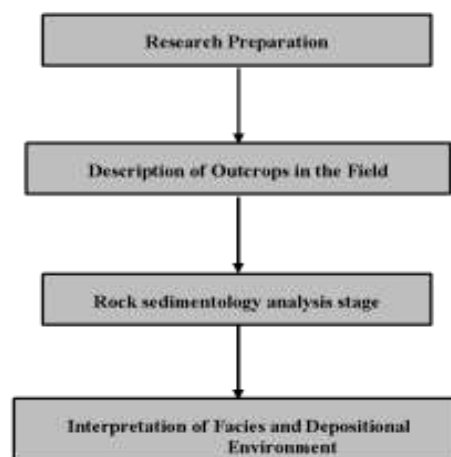 Research Preparation
Description of Outcrops in the Field
Rock sedimentology analysis stage
Interpretation of Facies and Depositional
Environment